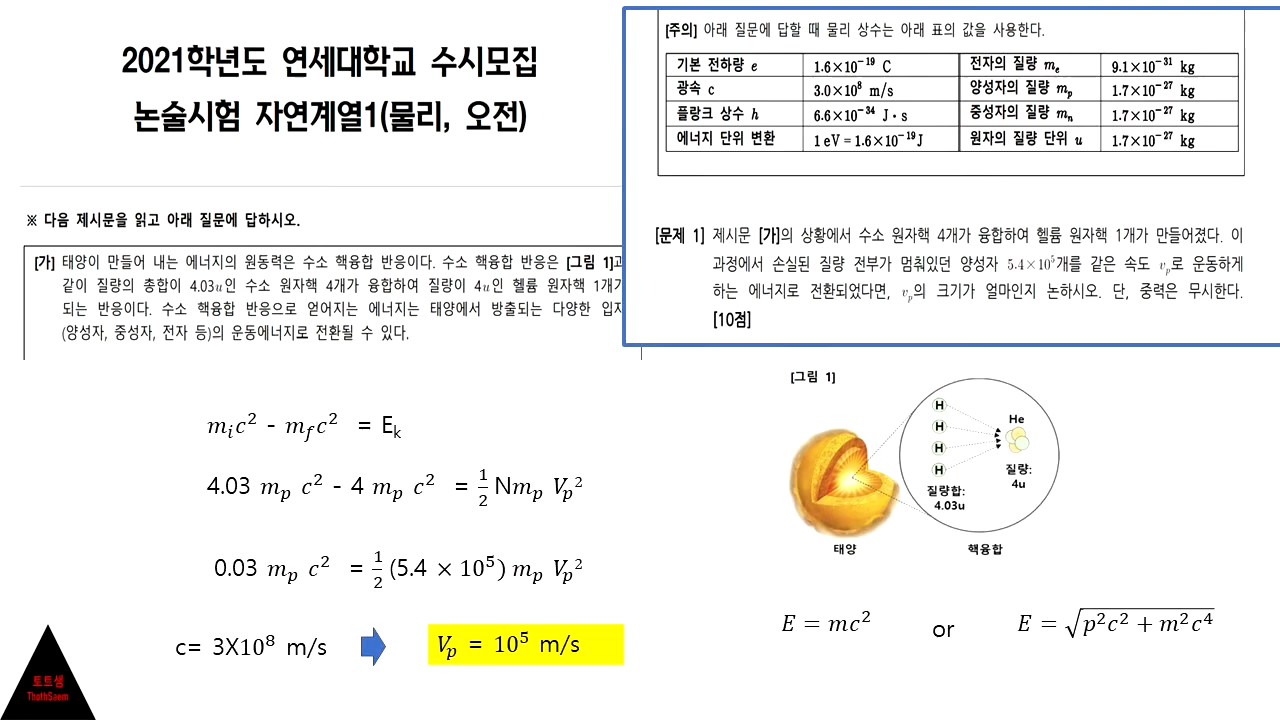 2021학년도 연세대학교 수시모집
논술시험 자연계열1(물리, 오전)
※ 다음 제시문을 읽고 아래 질문에 답하시오.
[가] 태양이 만들어 내는 에너지의 원동력은 수소 핵융합 반응이다. 수소 핵융합 반응은 [그림 1]과
같이 질량의 총합이 4.03u인 수소 원자핵 4개가 융합하여 질량이 4u인 헬륨 원자핵 1개가
되는 반응이다. 수소 핵융합 반응으로 얻어지는 에너지는 태양에서 방출되는 다양한 입자
(양성자, 중성자, 전자 등)의 운동에너지로 전환될 수 있다.
[주의] 아래 질문에 답할 때 물리 상수는 아래 표의 값을 사용한다.
기본 전하량 e 1.6×10⁻¹⁹ C 전자의 질량 mₑ 9.1×10⁻³¹ kg
광속 c 3.0×10⁸ m/s 양성자의 질량 mₚ 1.7×10⁻²⁷ kg
플랑크 상수 h 6.6×10⁻³⁴ J·s 중성자의 질량 mₙ 1.7×10⁻²⁷ kg
에너지 단위 변환 1 eV = 1.6×10⁻¹⁹J 원자의 질량 단위 u 1.7×10⁻²⁷ kg
[문제 1] 제시문 [가]의 상황에서 수소 원자핵 4개가 융합하여 헬륨 원자핵 1개가 만들어졌다. 이
과정에서 손실된 질량 전부가 멈춰있던 양성자 5.4×10⁵개를 같은 속도 vₚ로 운동하게
하는 에너지로 전환되었다면, vₚ의 크기가 얼마인지 논하시오. 단, 중력은 무시한다.
[10점]
mᵢc² - m_f c² = Eₖ
4.03 mₚ c² - 4 mₚ c² = 1/2 Nmₚ Vₚ²
0.03 mₚ c² = 1/2 (5.4 × 10⁵) mₚ Vₚ²
c= 3X10⁸ m/s
Vₚ = 10⁵ m/s
[그림 1]
H
H
H
H
He
질량:
4u
질량합:
4.03u
태양
핵융합
E = mc² or E = √(p²c² + m²c⁴)
토트샘
ThothSaem